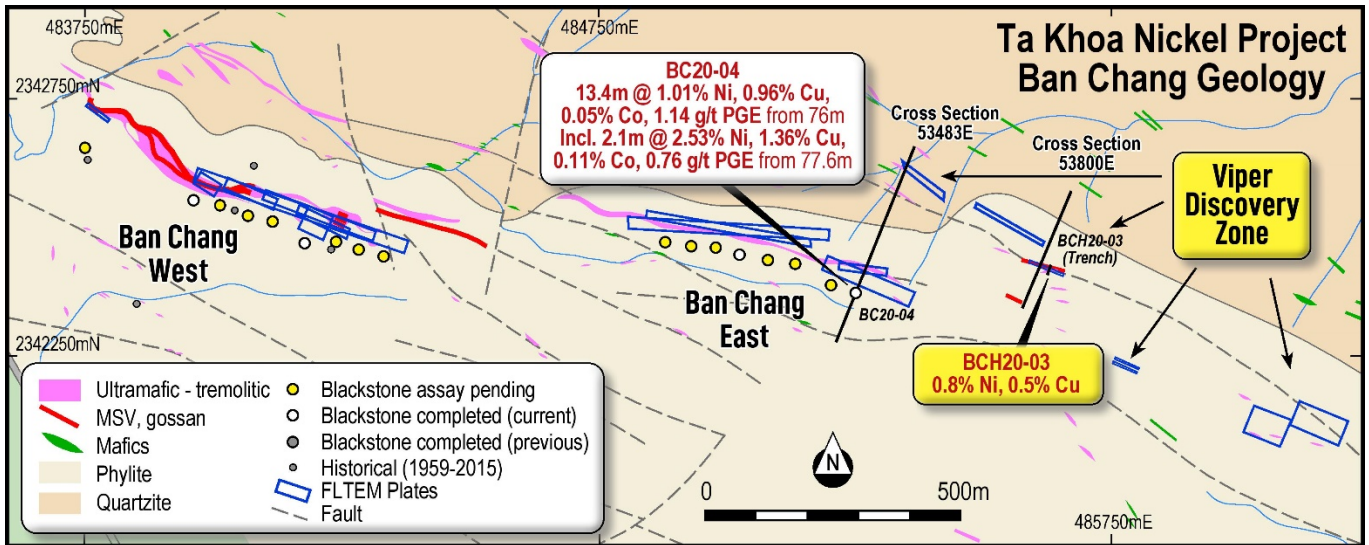 483750mE
484750mE
Ta Khoa Nickel Project
Ban Chang Geology
2342750mN
BC20-04
13.4m @ 1.01% Ni, 0.96% Cu,
0.05% Co, 1.14 g/t PGE from 76m
Incl. 2.1m @ 2.53% Ni, 1.36% Cu,
0.11% Co, 0.76 g/t PGE from 77.6m
Cross Section
53483E
Cross Section
53800E
Viper
Discovery
Zone
BCH20-03
(Trench)
Ban Chang
West
Ban Chang
East
BC20-04
2342250mN
BCH20-03
0.8% Ni, 0.5% Cu
Ultramafic - tremolitic
MSV, gossan
Mafics
Phylite
Quartzite
Blackstone assay pending
Blackstone completed (current)
Blackstone completed (previous)
Historical (1959-2015)
FLTEM Plates
Fault
N
0
500m
485750mE